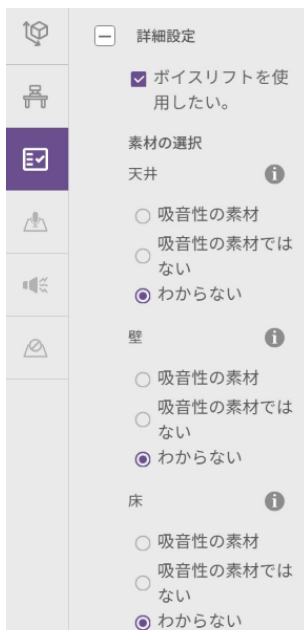 詳細設定
ボイスリフトを使
用したい。
素材の選択
天井
吸音性の素材
吸音性の素材では
ない
わからない
壁
吸音性の素材
吸音性の素材では
ない
わからない
床
吸音性の素材
吸音性の素材では
ない
わからない